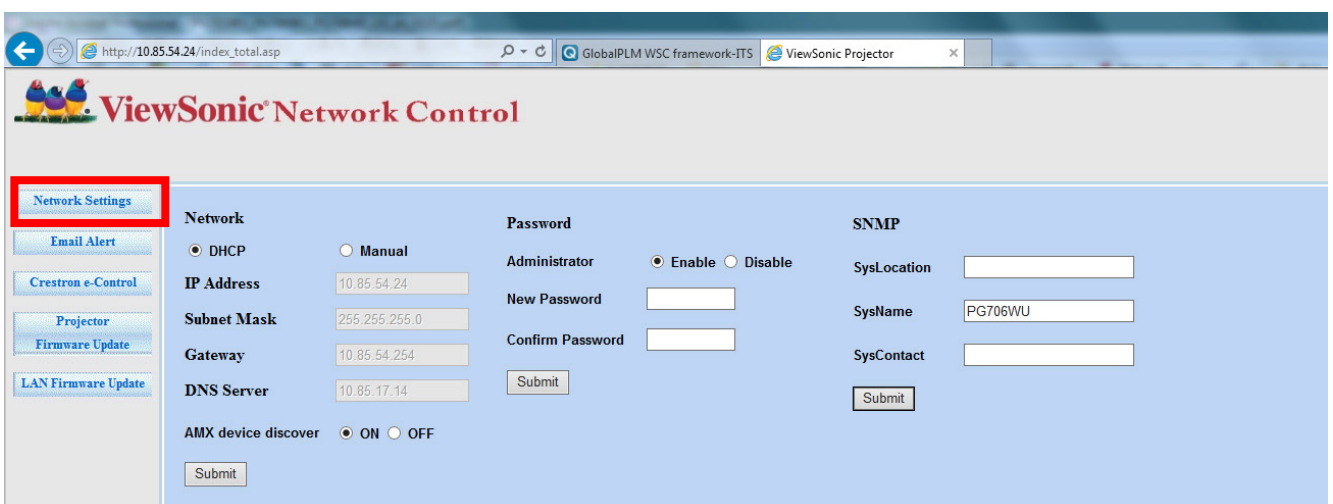 http://10.85.54.24/index_total.asp
GlobalPLM WSC framework-ITS
ViewSonic Projector
ViewSonic® Network Control
Network Settings
Email Alert
Crestron e-Control
Projector
Firmware Update
LAN Firmware Update
Network
DHCP Manual
IP Address 10.85.54.24
Subnet Mask 255.255.255.0
Gateway 10.85.54.254
DNS Server 10.85.17.14
AMX device discover ON OFF
Submit
Password
Administrator Enable Disable
New Password
Confirm Password
Submit
SNMP
SysLocation
SysName PG706WU
SysContact
Submit